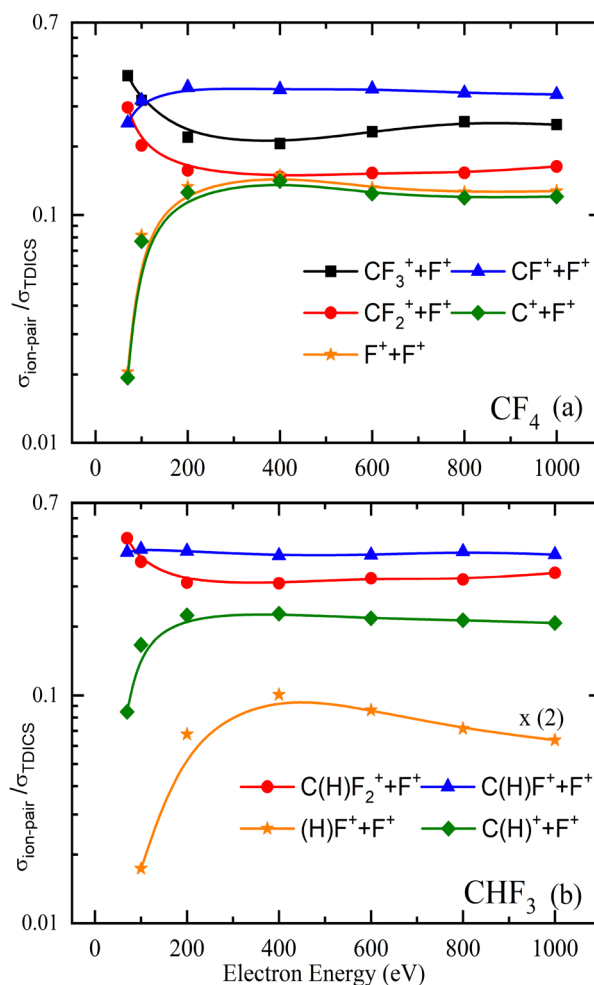 0.7
0.1
0.01
σion-pair /σTDICS
CF₃⁺+F⁺ CF⁺+F⁺
CF₂⁺+F⁺ C⁺+F⁺
F⁺+F⁺
CF₄ (a)
0 200 400 600 800 1000
0.7
0.1
0.01
σion-pair /σTDICS
x (2)
C(H)F₂⁺+F⁺ C(H)F⁺+F⁺
(H)F⁺+F⁺ C(H)⁺+F⁺
CHF₃ (b)
0 200 400 600 800 1000
Electron Energy (eV)